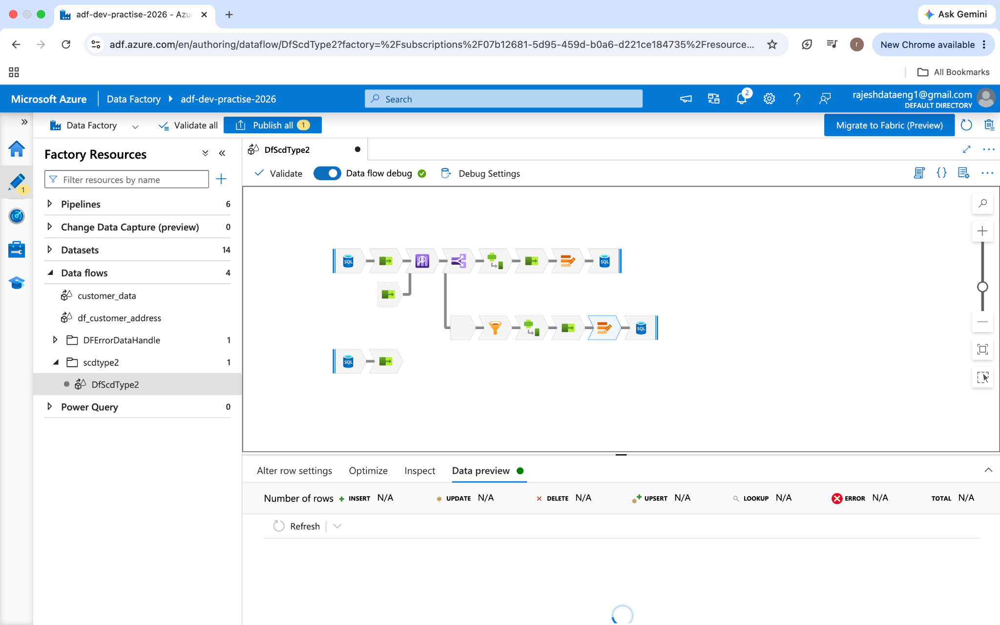 adf-dev-practise-2026 - Azu
Ask Gemini
adf.azure.com/en/authoring/dataflow/DfScdType2?factory=%2Fsubscriptions%2F07b12681-5d95-459d-b0a6-d221ce184735%2Fresource...
r
New Chrome available
All Bookmarks
Microsoft Azure
Data Factory
adf-dev-practise-2026
Search
2
rajeshdataeng1@gmail.com
DEFAULT DIRECTORY
Data Factory
Validate all
Publish all 1
Migrate to Fabric (Preview)
1
Factory Resources
Filter resources by name
Pipelines 6
Change Data Capture (preview) 0
Datasets 14
Data flows 4
customer_data
df_customer_address
DFErrorDataHandle 1
scdtype2 1
DfScdType2
Power Query 0
DfScdType2
Validate
Data flow debug
Debug Settings
SQL
SQL
SQL
SQL
Alter row settings
Optimize
Inspect
Data preview
Number of rows INSERT N/A UPDATE N/A DELETE N/A UPSERT N/A LOOKUP N/A ERROR N/A TOTAL N/A
Refresh